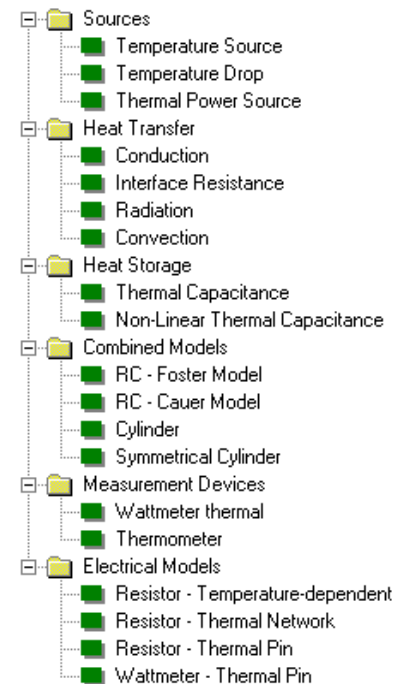 Sources
Temperature Source
Temperature Drop
Thermal Power Source
Heat Transfer
Conduction
Interface Resistance
Radiation
Convection
Heat Storage
Thermal Capacitance
Non-Linear Thermal Capacitance
Combined Models
RC - Foster Model
RC - Cauer Model
Cylinder
Symmetrical Cylinder
Measurement Devices
Wattmeter thermal
Thermometer
Electrical Models
Resistor - Temperature-dependent
Resistor - Thermal Network
Resistor - Thermal Pin
Wattmeter - Thermal Pin